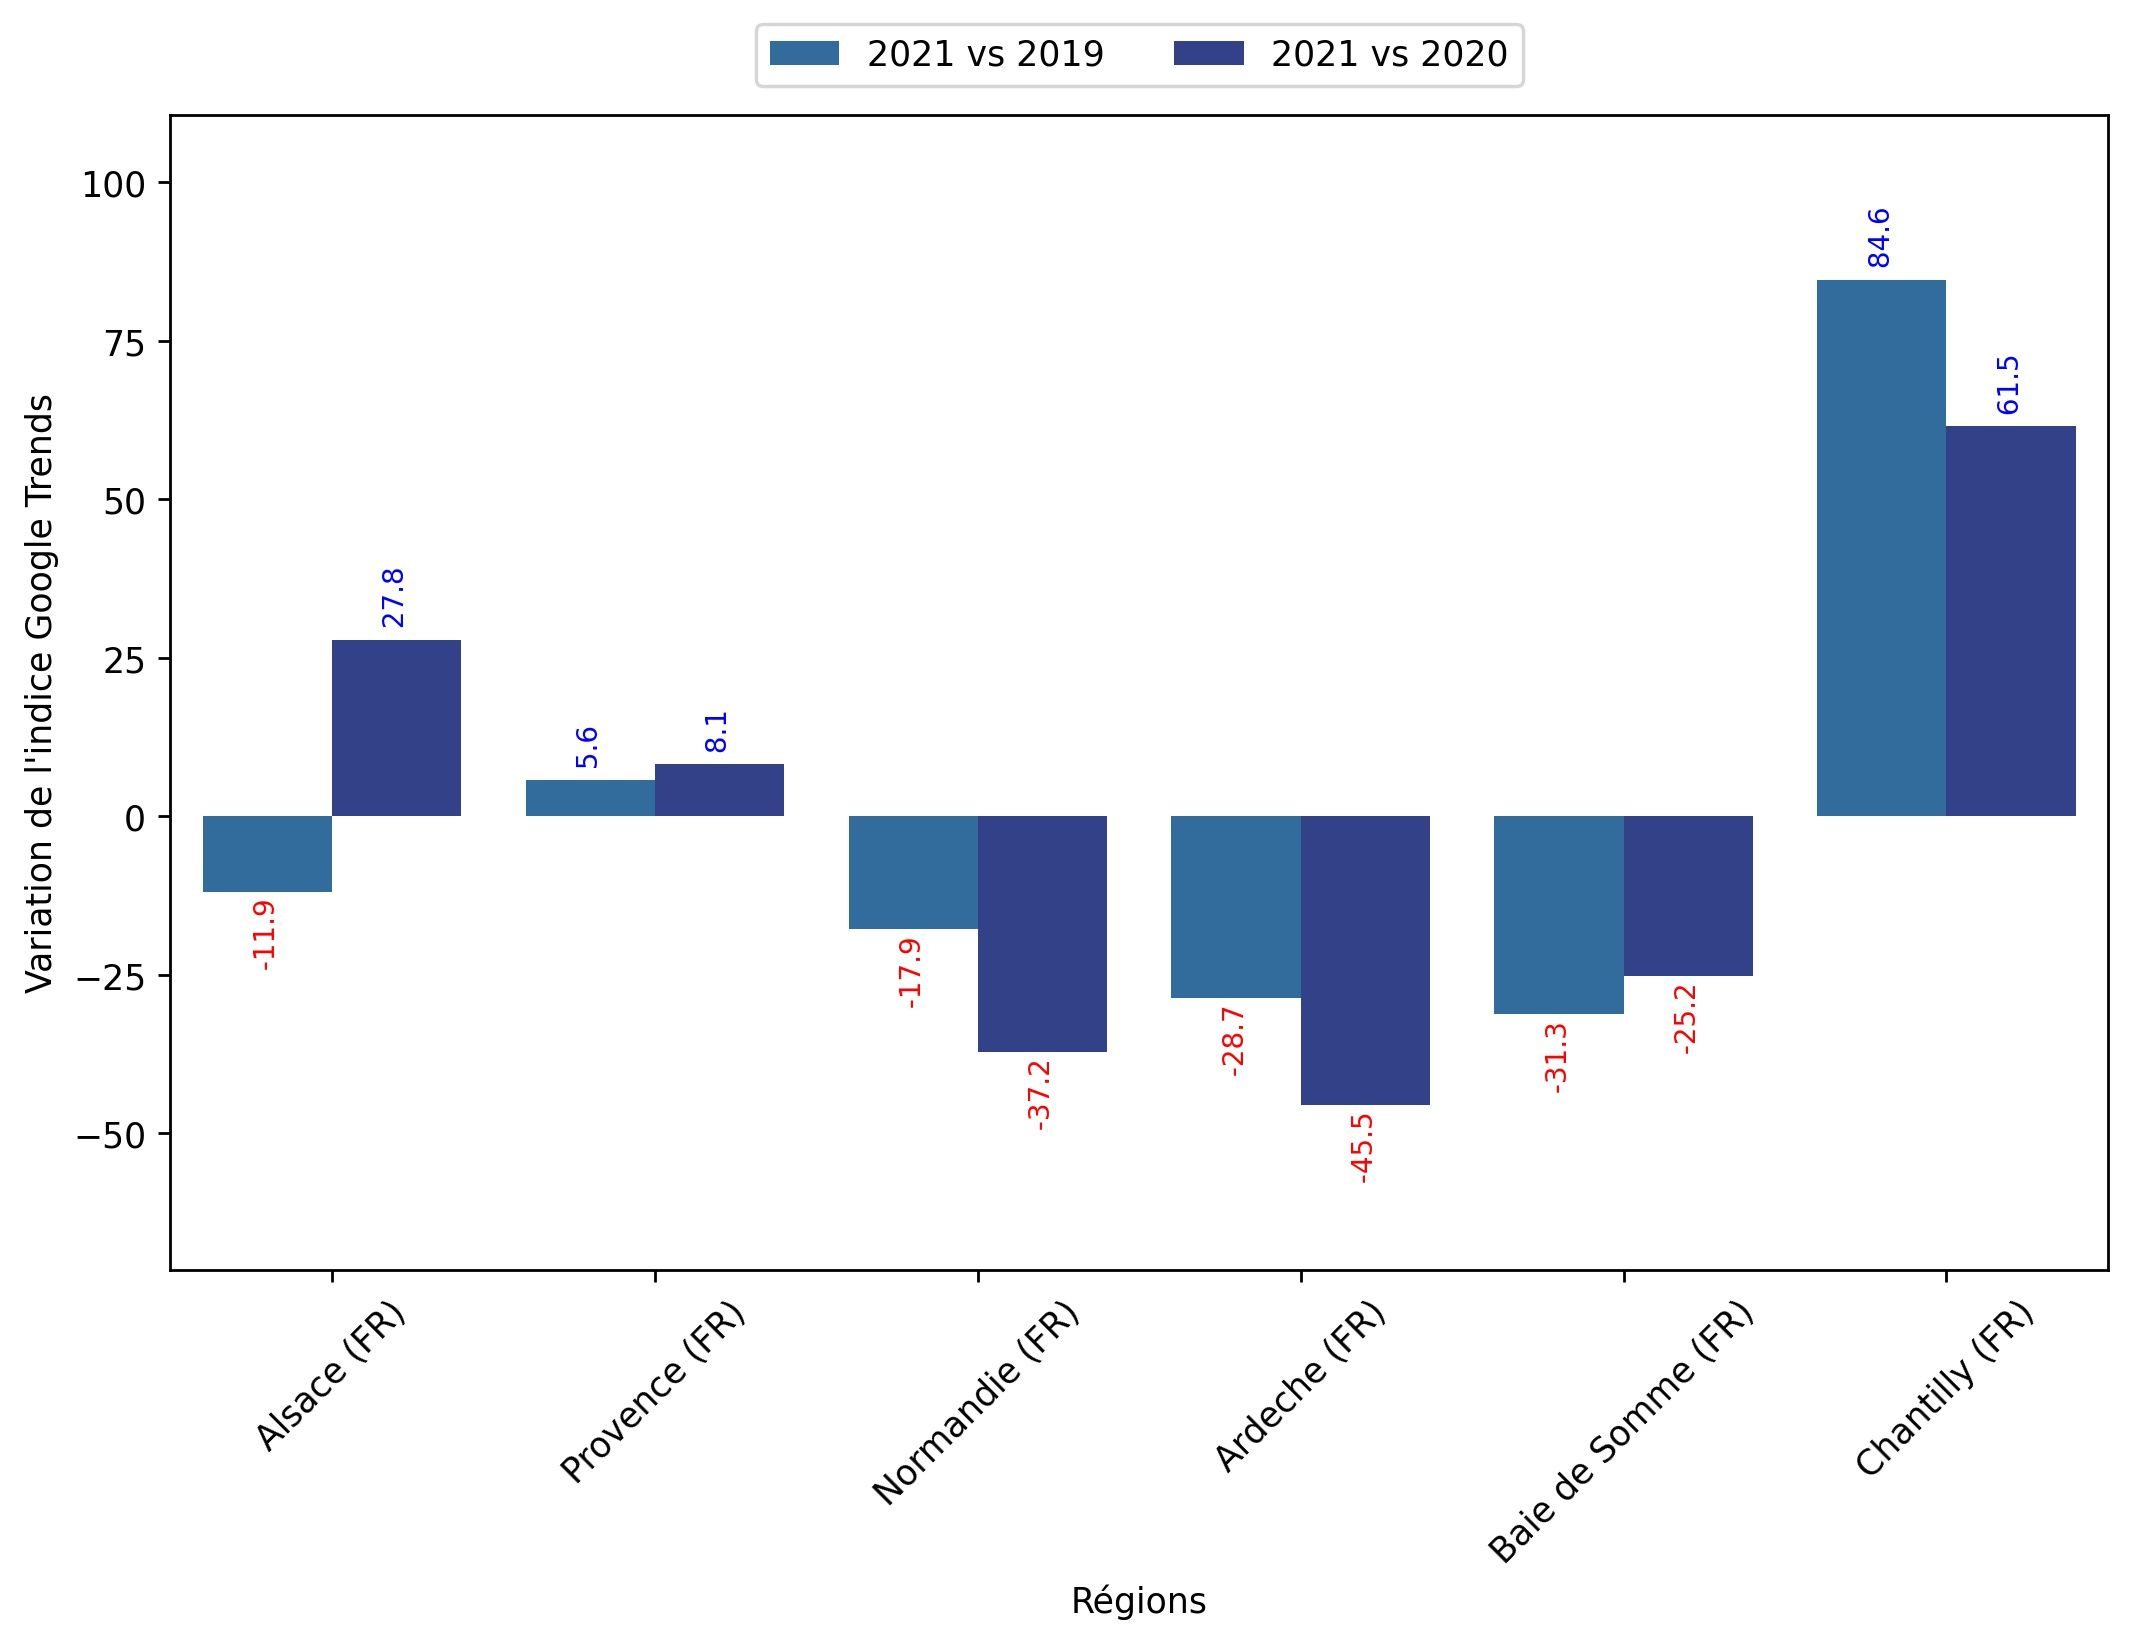 2021 vs 2019
2021 vs 2020
Variation de l'indice Google Trends
100
75
50
25
0
−25
−50
-11.9
27.8
5.6
8.1
-17.9
-37.2
-28.7
-45.5
-31.3
-25.2
84.6
61.5
Alsace (FR)
Provence (FR)
Normandie (FR)
Ardeche (FR)
Baie de Somme (FR)
Chantilly (FR)
Régions